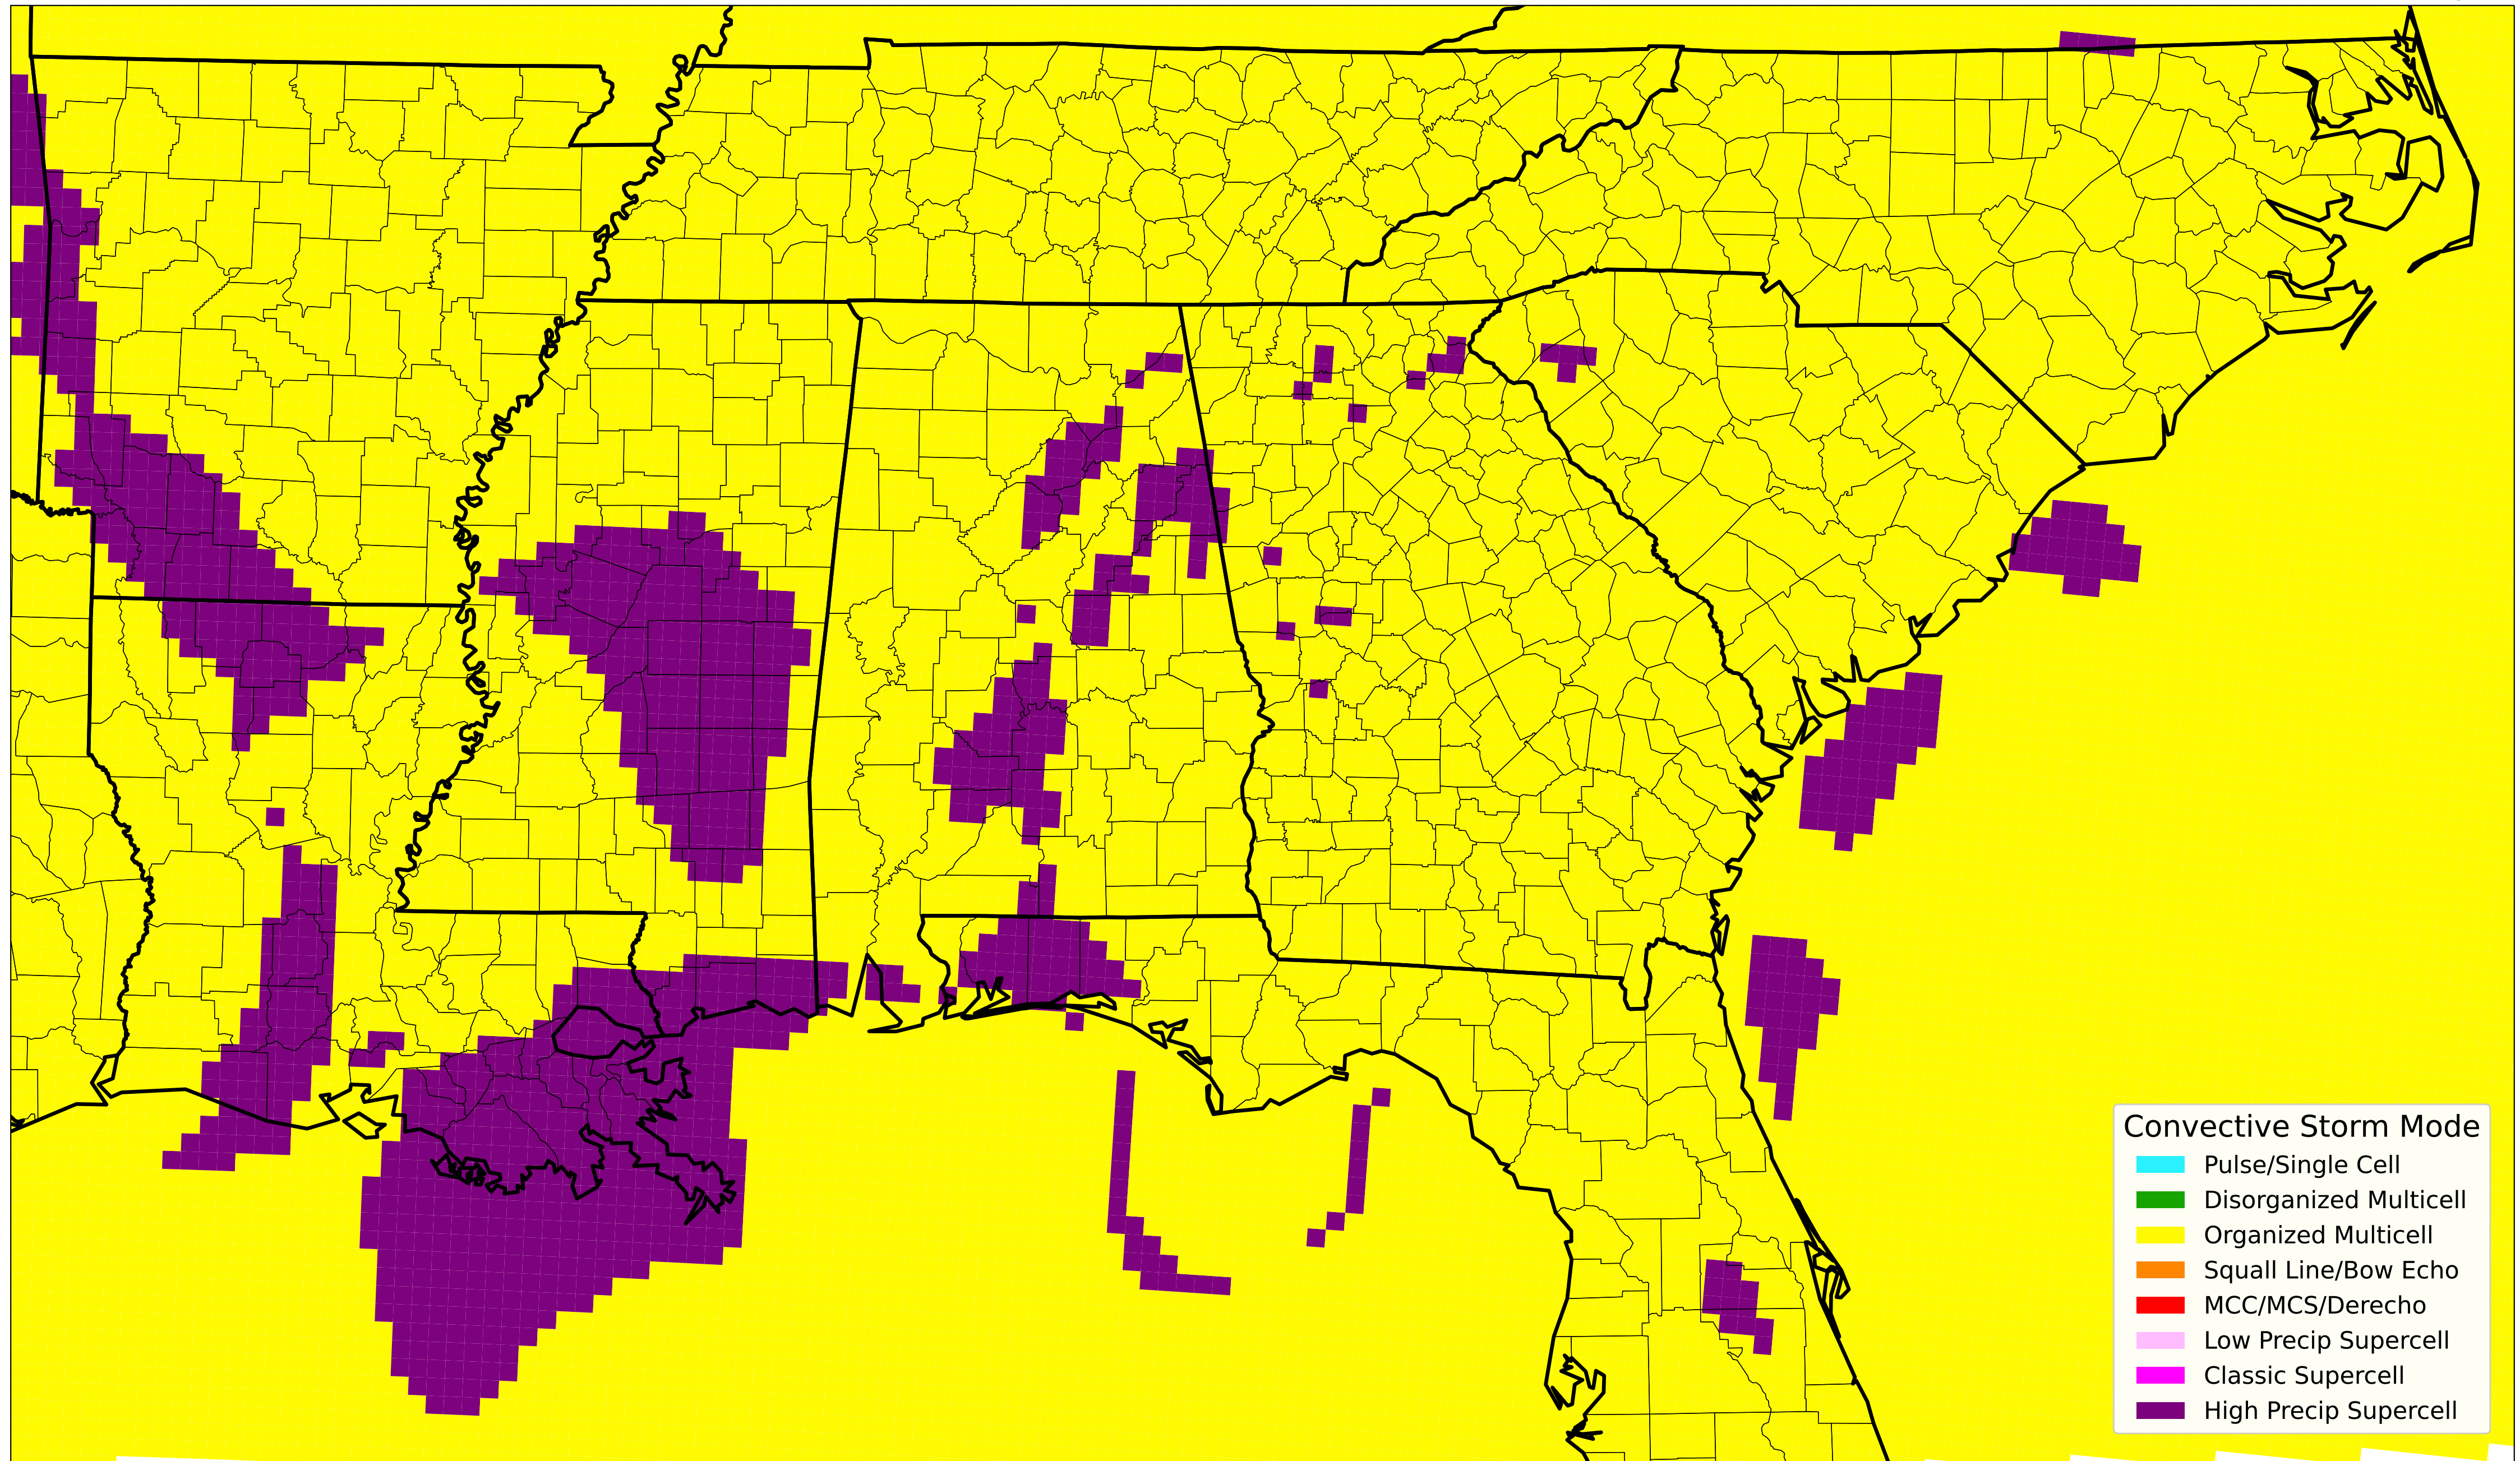 Convective Storm Mode
Pulse/Single Cell
Disorganized Multicell
Organized Multicell
Squall Line/Bow Echo
MCC/MCS/Derecho
Low Precip Supercell
Classic Supercell
High Precip Supercell